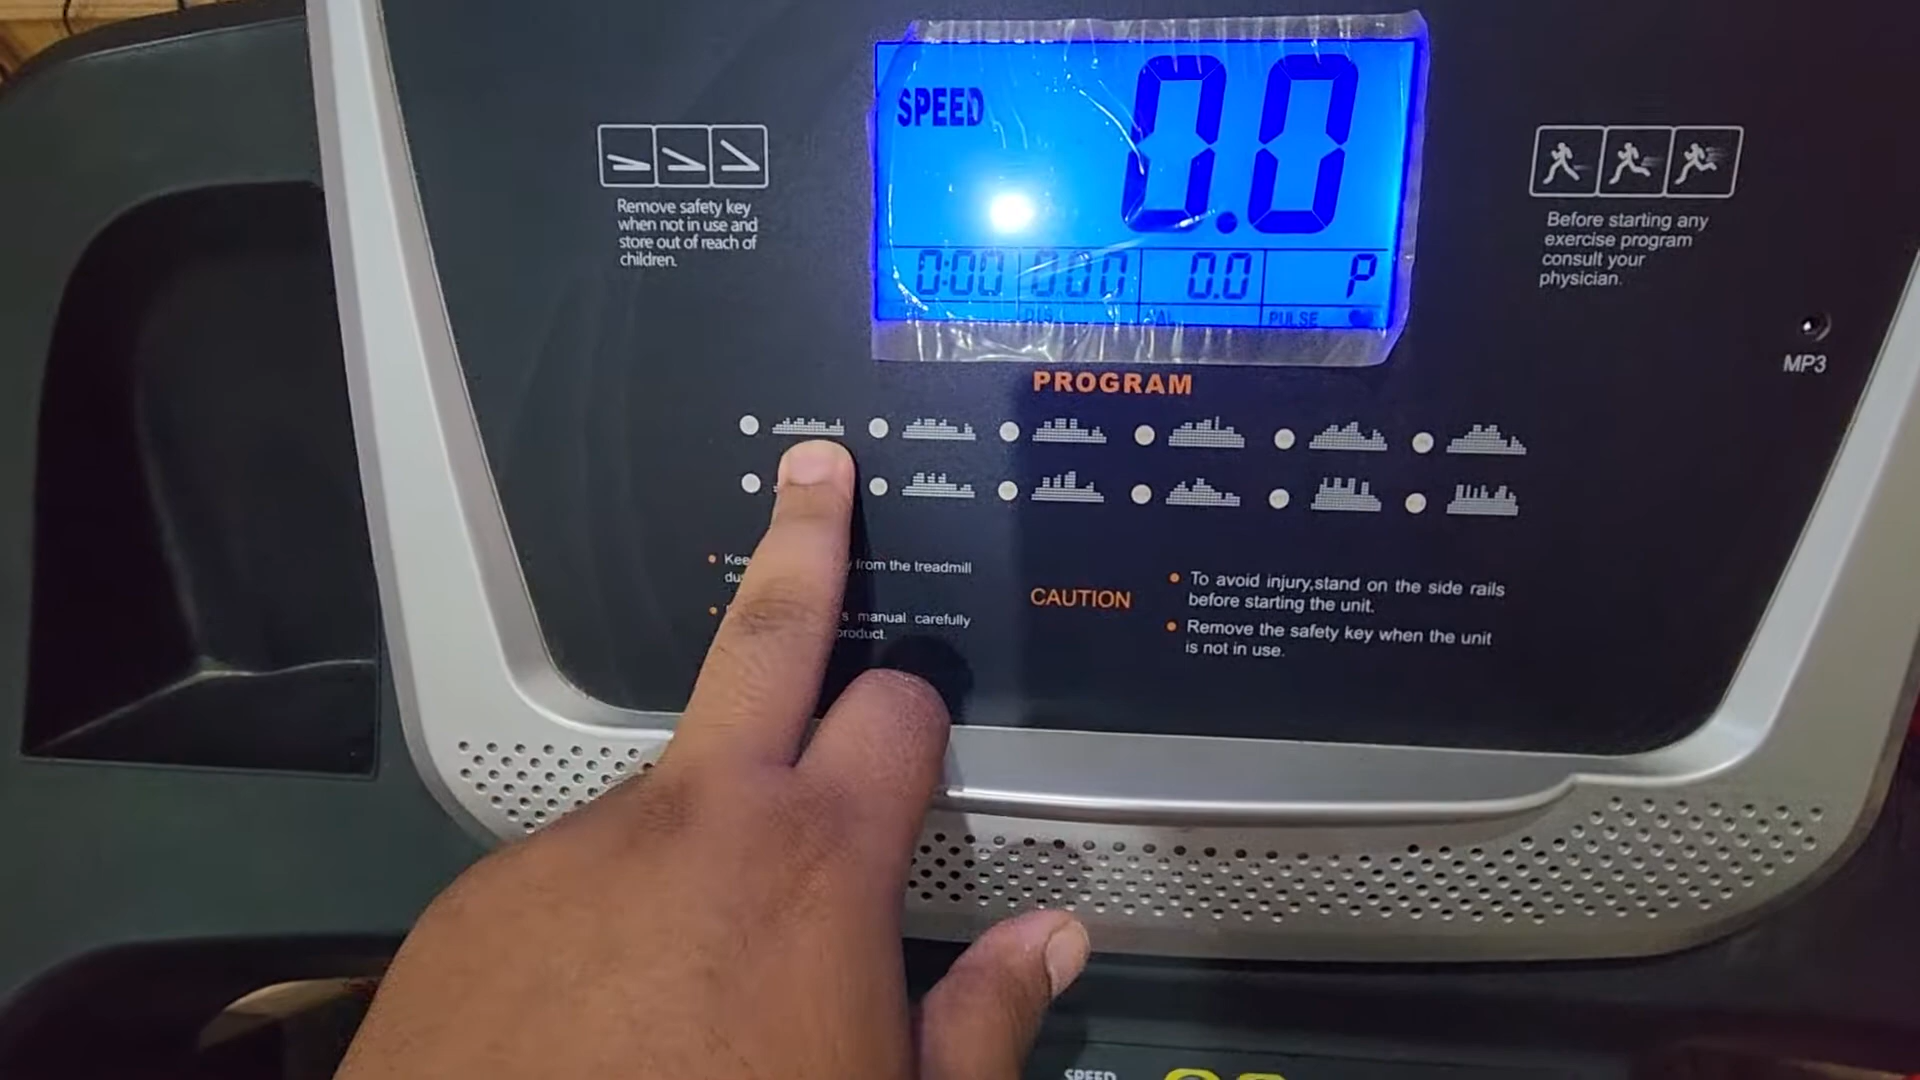 SPEED 0.0
0:00 0.00 0.0 P
PULSE
Remove safety key
when not in use and
store out of reach of
children.
Before starting any
exercise program
consult your
physician.
MP3
PROGRAM
from the treadmill
manual carefully
CAUTION
To avoid injury,stand on the side rails
before starting the unit.
Remove the safety key when the unit
is not in use.
SPEED